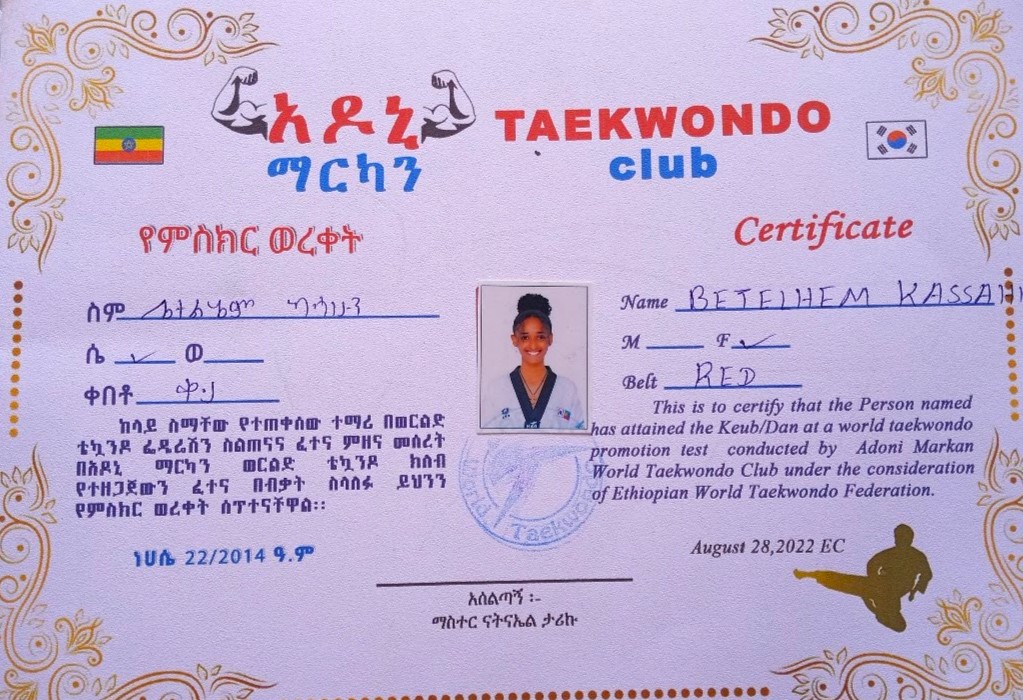 አዶኒ TAEKWONDO
ማርካን club
የምስክር ወረቀት
Certificate
ስም ቤተልሄም ካሳሁን
ሴ ✓ ወ
ቀበቶ ቀይ
Name BETELHEM KASSAH
M F ✓
Belt RED
ከላይ ስማቸው የተጠቀሰው ተማሪ በወርልድ
ቴኳንዶ ፌዴሬሽን ስልጠናና ፈተና ምዘና መሰረት
በአዶኒ ማርካን ወርልድ ቴኳንዶ ክለብ
የተዘጋጀውን ፈተና በብቃት ስላለፉ ይህንን
የምስክር ወረቀት ሰጥተናቸዋል፡፡
This is to certify that the Person named
has attained the Keub/Dan at a world taekwondo
promotion test conducted by Adoni Markan
World Taekwondo Club under the consideration
of Ethiopian World Taekwondo Federation.
World Taekwondo
ነሀሴ 22/2014 ዓ.ም
August 28,2022 EC
አሰልጣኝ ፡-
ማስተር ናትናኤል ታሪኩ